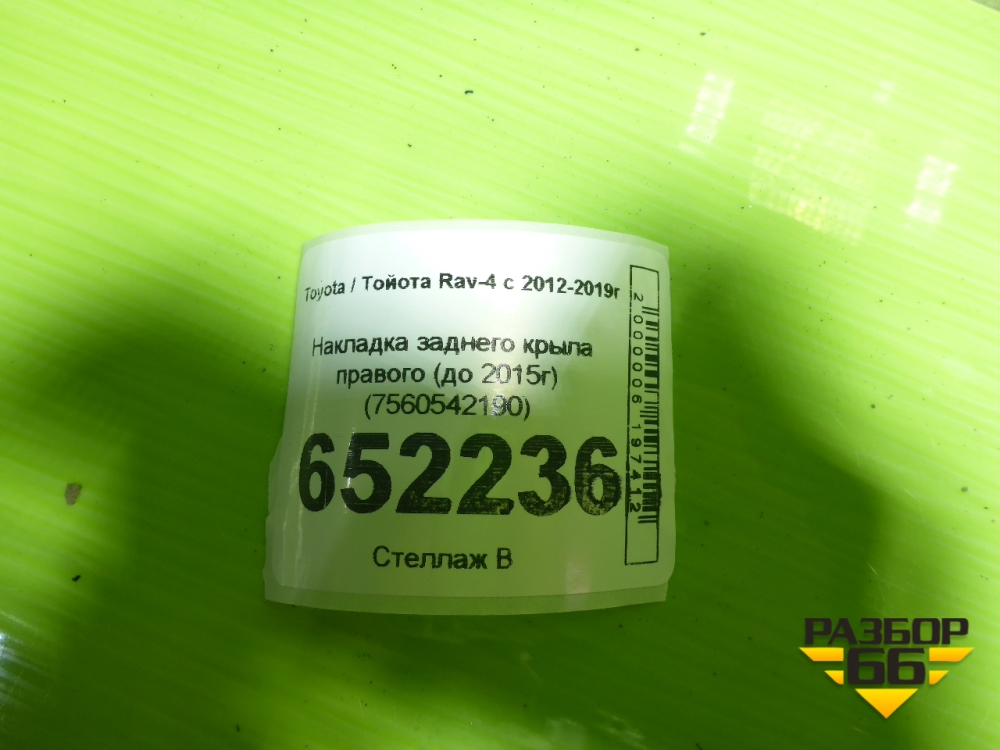 Toyota / Тойота Rav-4 с 2012-2019г
Накладка заднего крыла
правого (до 2015г)
(7560542190)
652236
Стеллаж В
2000006197412
РАЗБОР
66